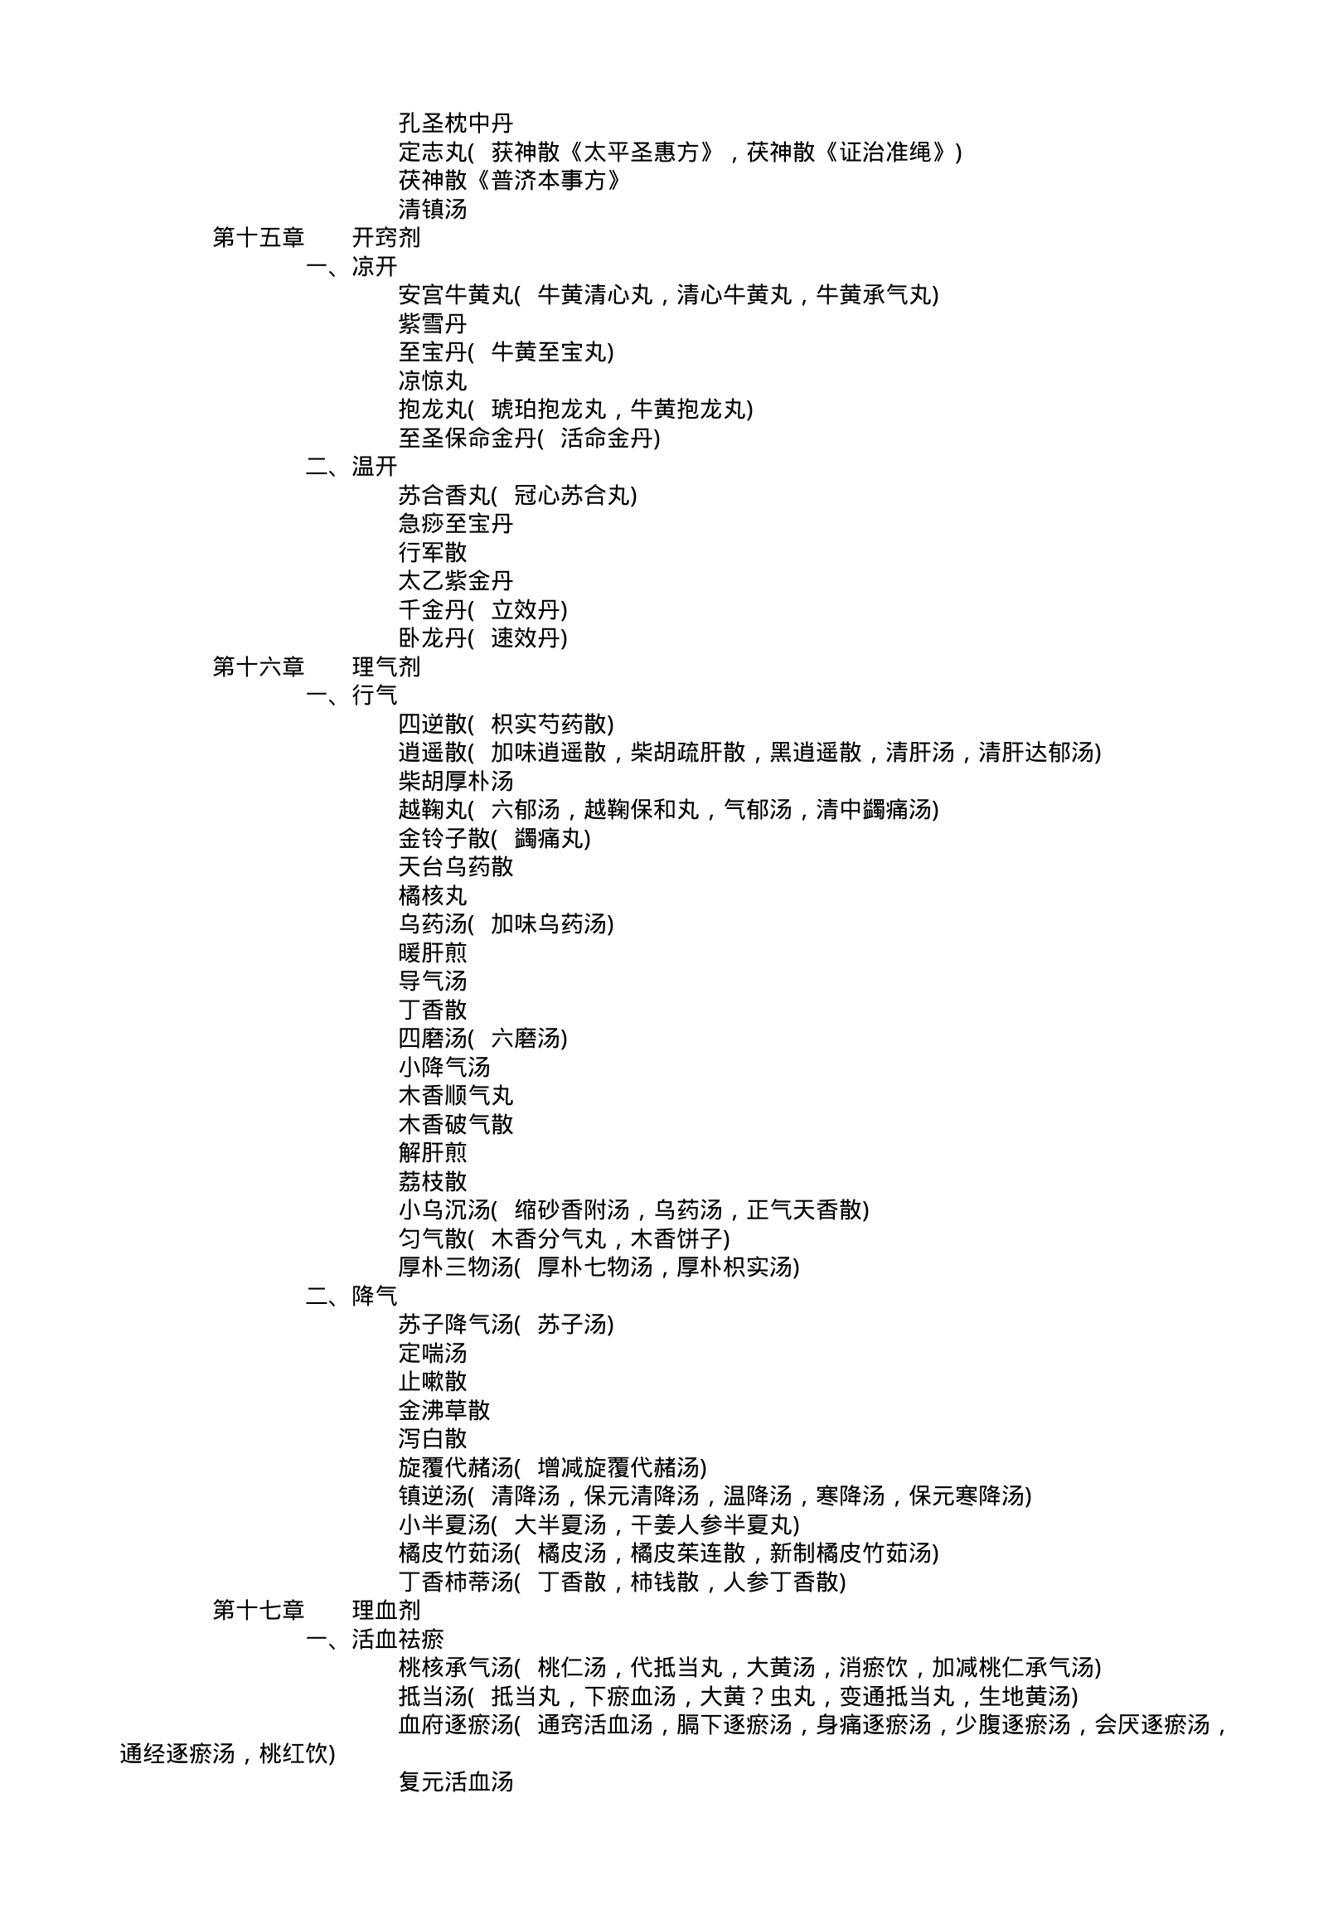 孔圣枕中丹
定志丸( 获神散《太平圣惠方》,茯神散《证治准绳》)
茯神散《普济本事方》
清镇汤
第十五章 开窍剂
一、凉开
安宫牛黄丸( 牛黄清心丸,清心牛黄丸,牛黄承气丸)
紫雪丹
至宝丹( 牛黄至宝丸)
凉惊丸
抱龙丸( 琥珀抱龙丸,牛黄抱龙丸)
至圣保命金丹( 活命金丹)
二、温开
苏合香丸( 冠心苏合丸)
急痧至宝丹
行军散
太乙紫金丹
千金丹( 立效丹)
卧龙丹( 速效丹)
第十六章 理气剂
一、行气
四逆散( 枳实芍药散)
逍遥散( 加味逍遥散,柴胡疏肝散,黑逍遥散,清肝汤,清肝达郁汤)
柴胡厚朴汤
越鞠丸( 六郁汤,越鞠保和丸,气郁汤,清中蠲痛汤)
金铃子散( 蠲痛丸)
天台乌药散
橘核丸
乌药汤( 加味乌药汤)
暖肝煎
导气汤
丁香散
四磨汤( 六磨汤)
小降气汤
木香顺气丸
木香破气散
解肝煎
荔枝散
小乌沉汤( 缩砂香附汤,乌药汤,正气天香散)
匀气散( 木香分气丸,木香饼子)
厚朴三物汤( 厚朴七物汤,厚朴枳实汤)
二、降气
苏子降气汤( 苏子汤)
定喘汤
止嗽散
金沸草散
泻白散
旋覆代赭汤( 增减旋覆代赭汤)
镇逆汤( 清降汤,保元清降汤,温降汤,寒降汤,保元寒降汤)
小半夏汤( 大半夏汤,干姜人参半夏丸)
橘皮竹茹汤( 橘皮汤,橘皮茱连散,新制橘皮竹茹汤)
丁香柿蒂汤( 丁香散,柿钱散,人参丁香散)
第十七章 理血剂
一、活血祛瘀
桃核承气汤( 桃仁汤,代抵当丸,大黄汤,消瘀饮,加减桃仁承气汤)
抵当汤( 抵当丸,下瘀血汤,大黄？虫丸,变通抵当丸,生地黄汤)
血府逐瘀汤( 通窍活血汤,膈下逐瘀汤,身痛逐瘀汤,少腹逐瘀汤,会厌逐瘀汤,
通经逐瘀汤,桃红饮)
复元活血汤